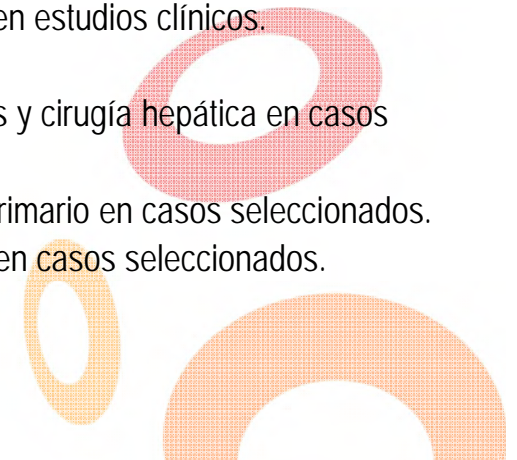 en estudios clínicos.
s y cirugía hepática en casos
rimario en casos seleccionados.
en casos seleccionados.